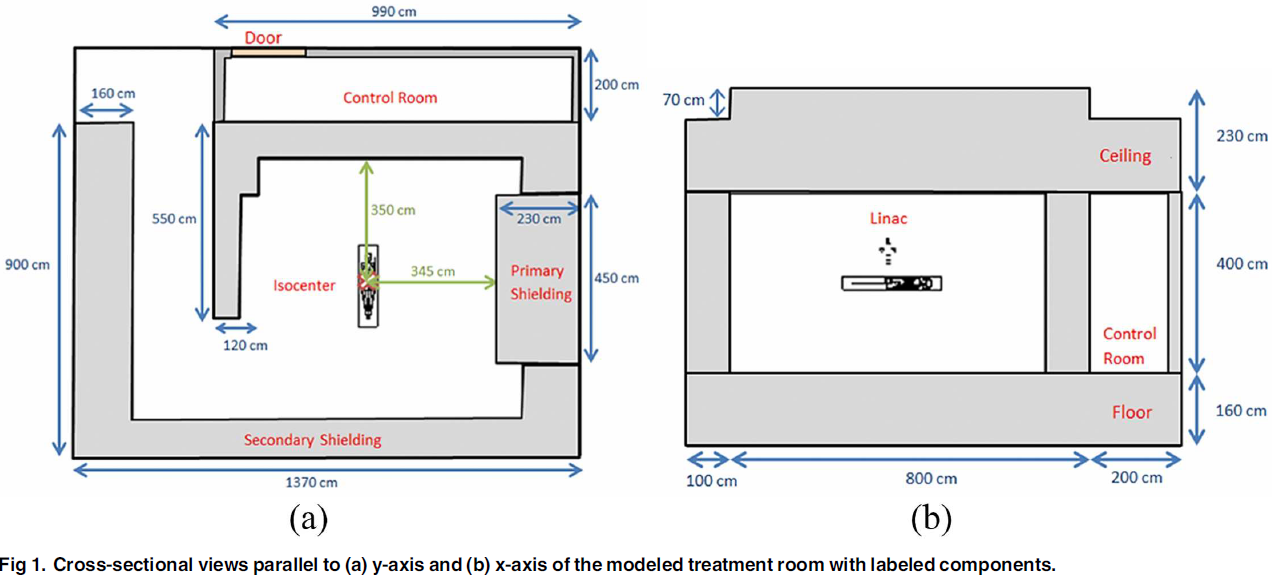 990 cm
Door
200 cm
160 cm
Control Room
550 cm
350 cm
230 cm
900 cm
Isocenter
345 cm
Primary
Shielding
450 cm
120 cm
Secondary Shielding
1370 cm
(a)
70 cm
230 cm
Ceiling
Linac
400 cm
Control
Room
Floor
160 cm
100 cm
800 cm
200 cm
(b)
Fig 1. Cross-sectional views parallel to (a) y-axis and (b) x-axis of the modeled treatment room with labeled components.